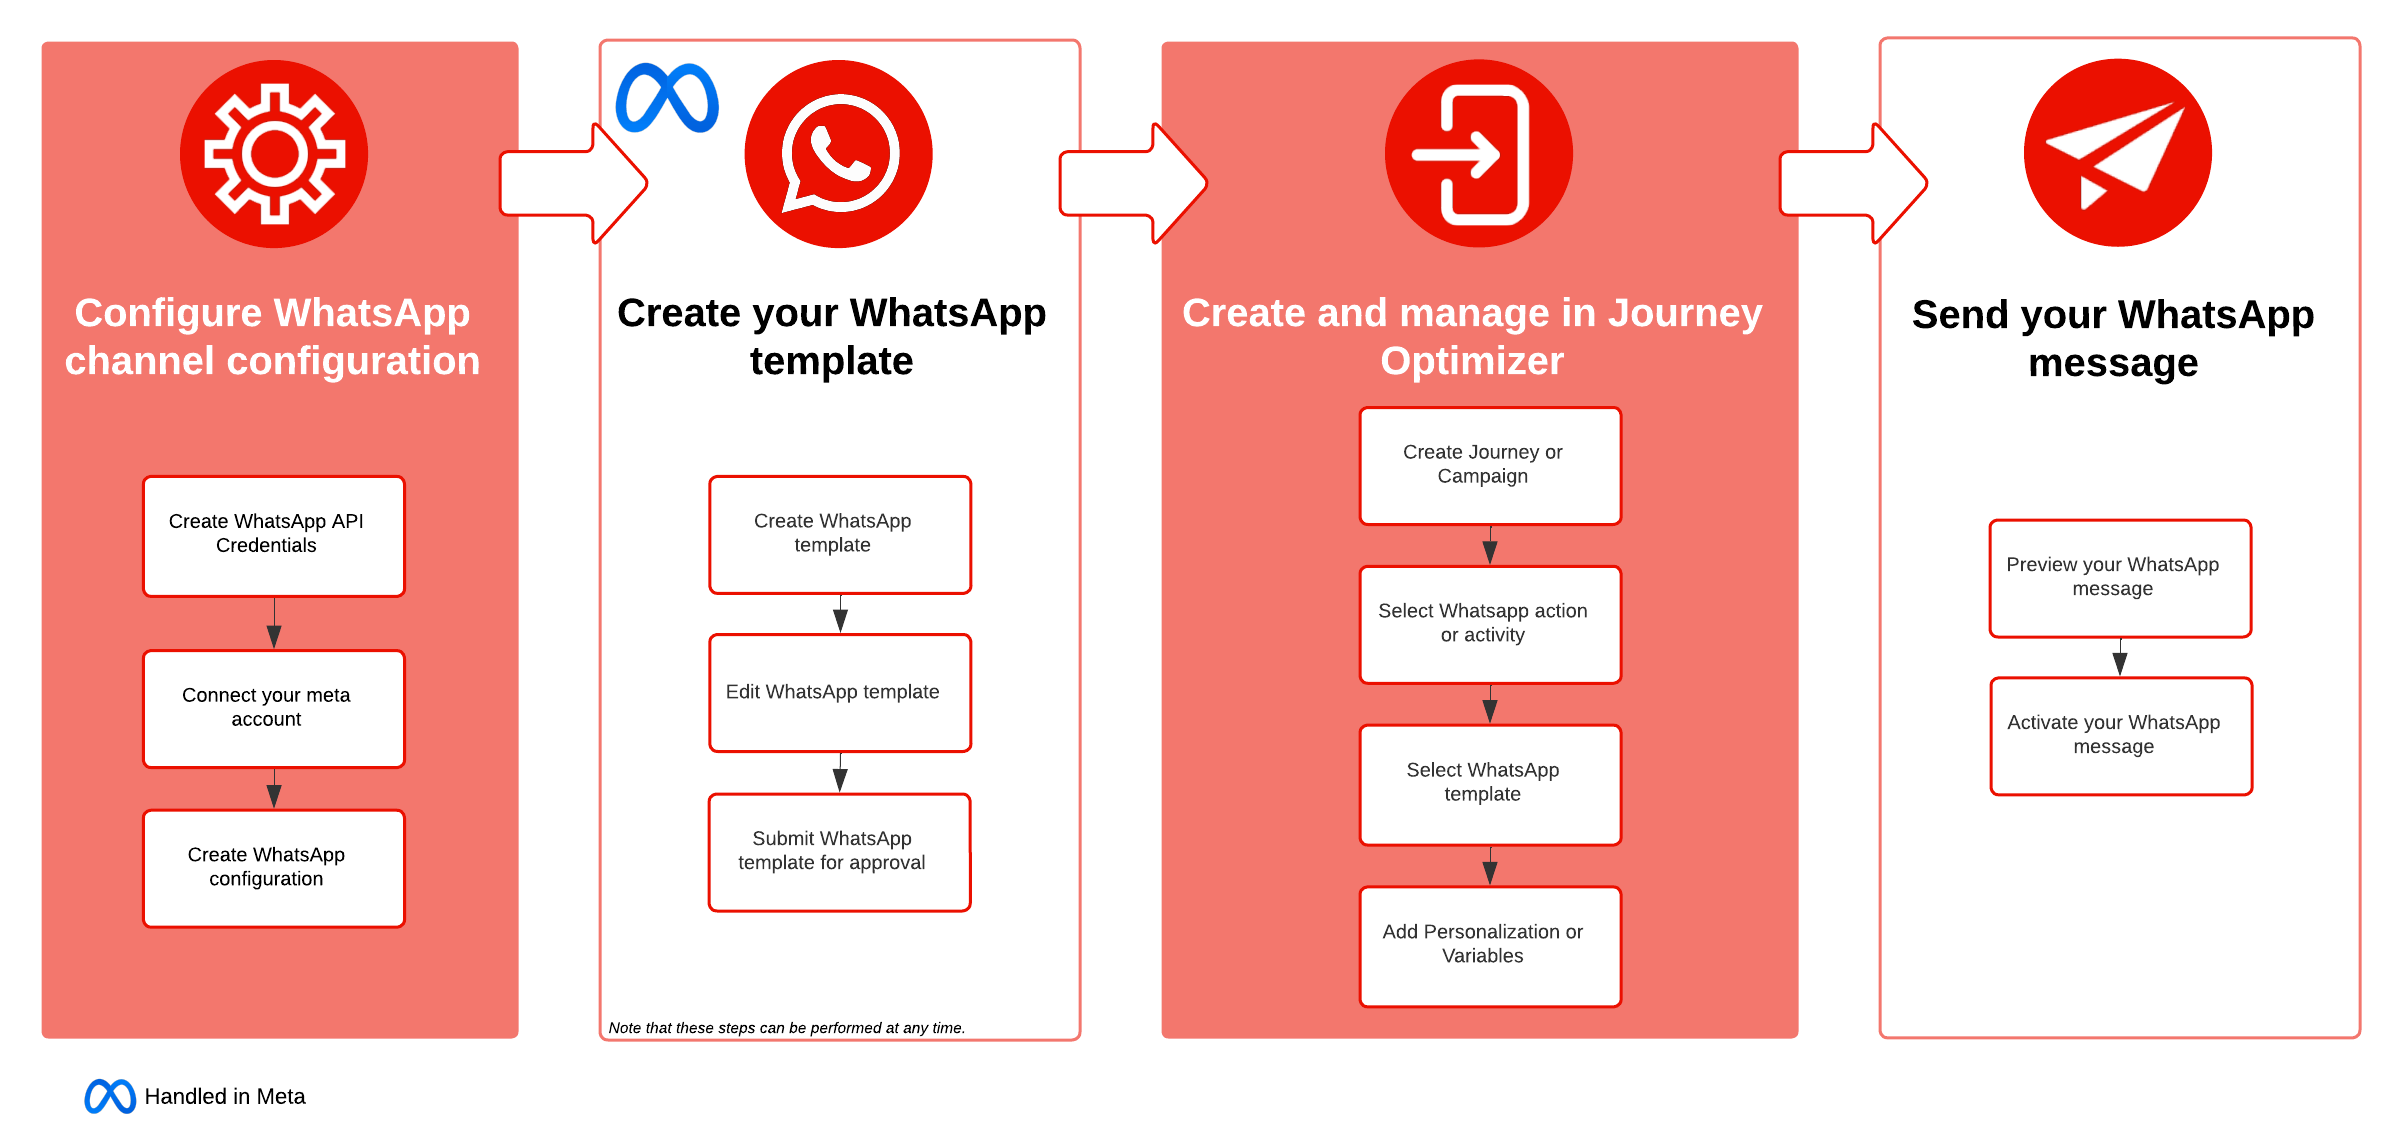 Configure WhatsApp
channel configuration
Create WhatsApp API
Credentials
Connect your meta
account
Create WhatsApp
configuration
Create your WhatsApp
template
Create WhatsApp
template
Edit WhatsApp template
Submit WhatsApp
template for approval
Note that these steps can be performed at any time.
Create and manage in Journey
Optimizer
Create Journey or
Campaign
Select Whatsapp action
or activity
Select WhatsApp
template
Add Personalization or
Variables
Send your WhatsApp
message
Preview your WhatsApp
message
Activate your WhatsApp
message
Handled in Meta